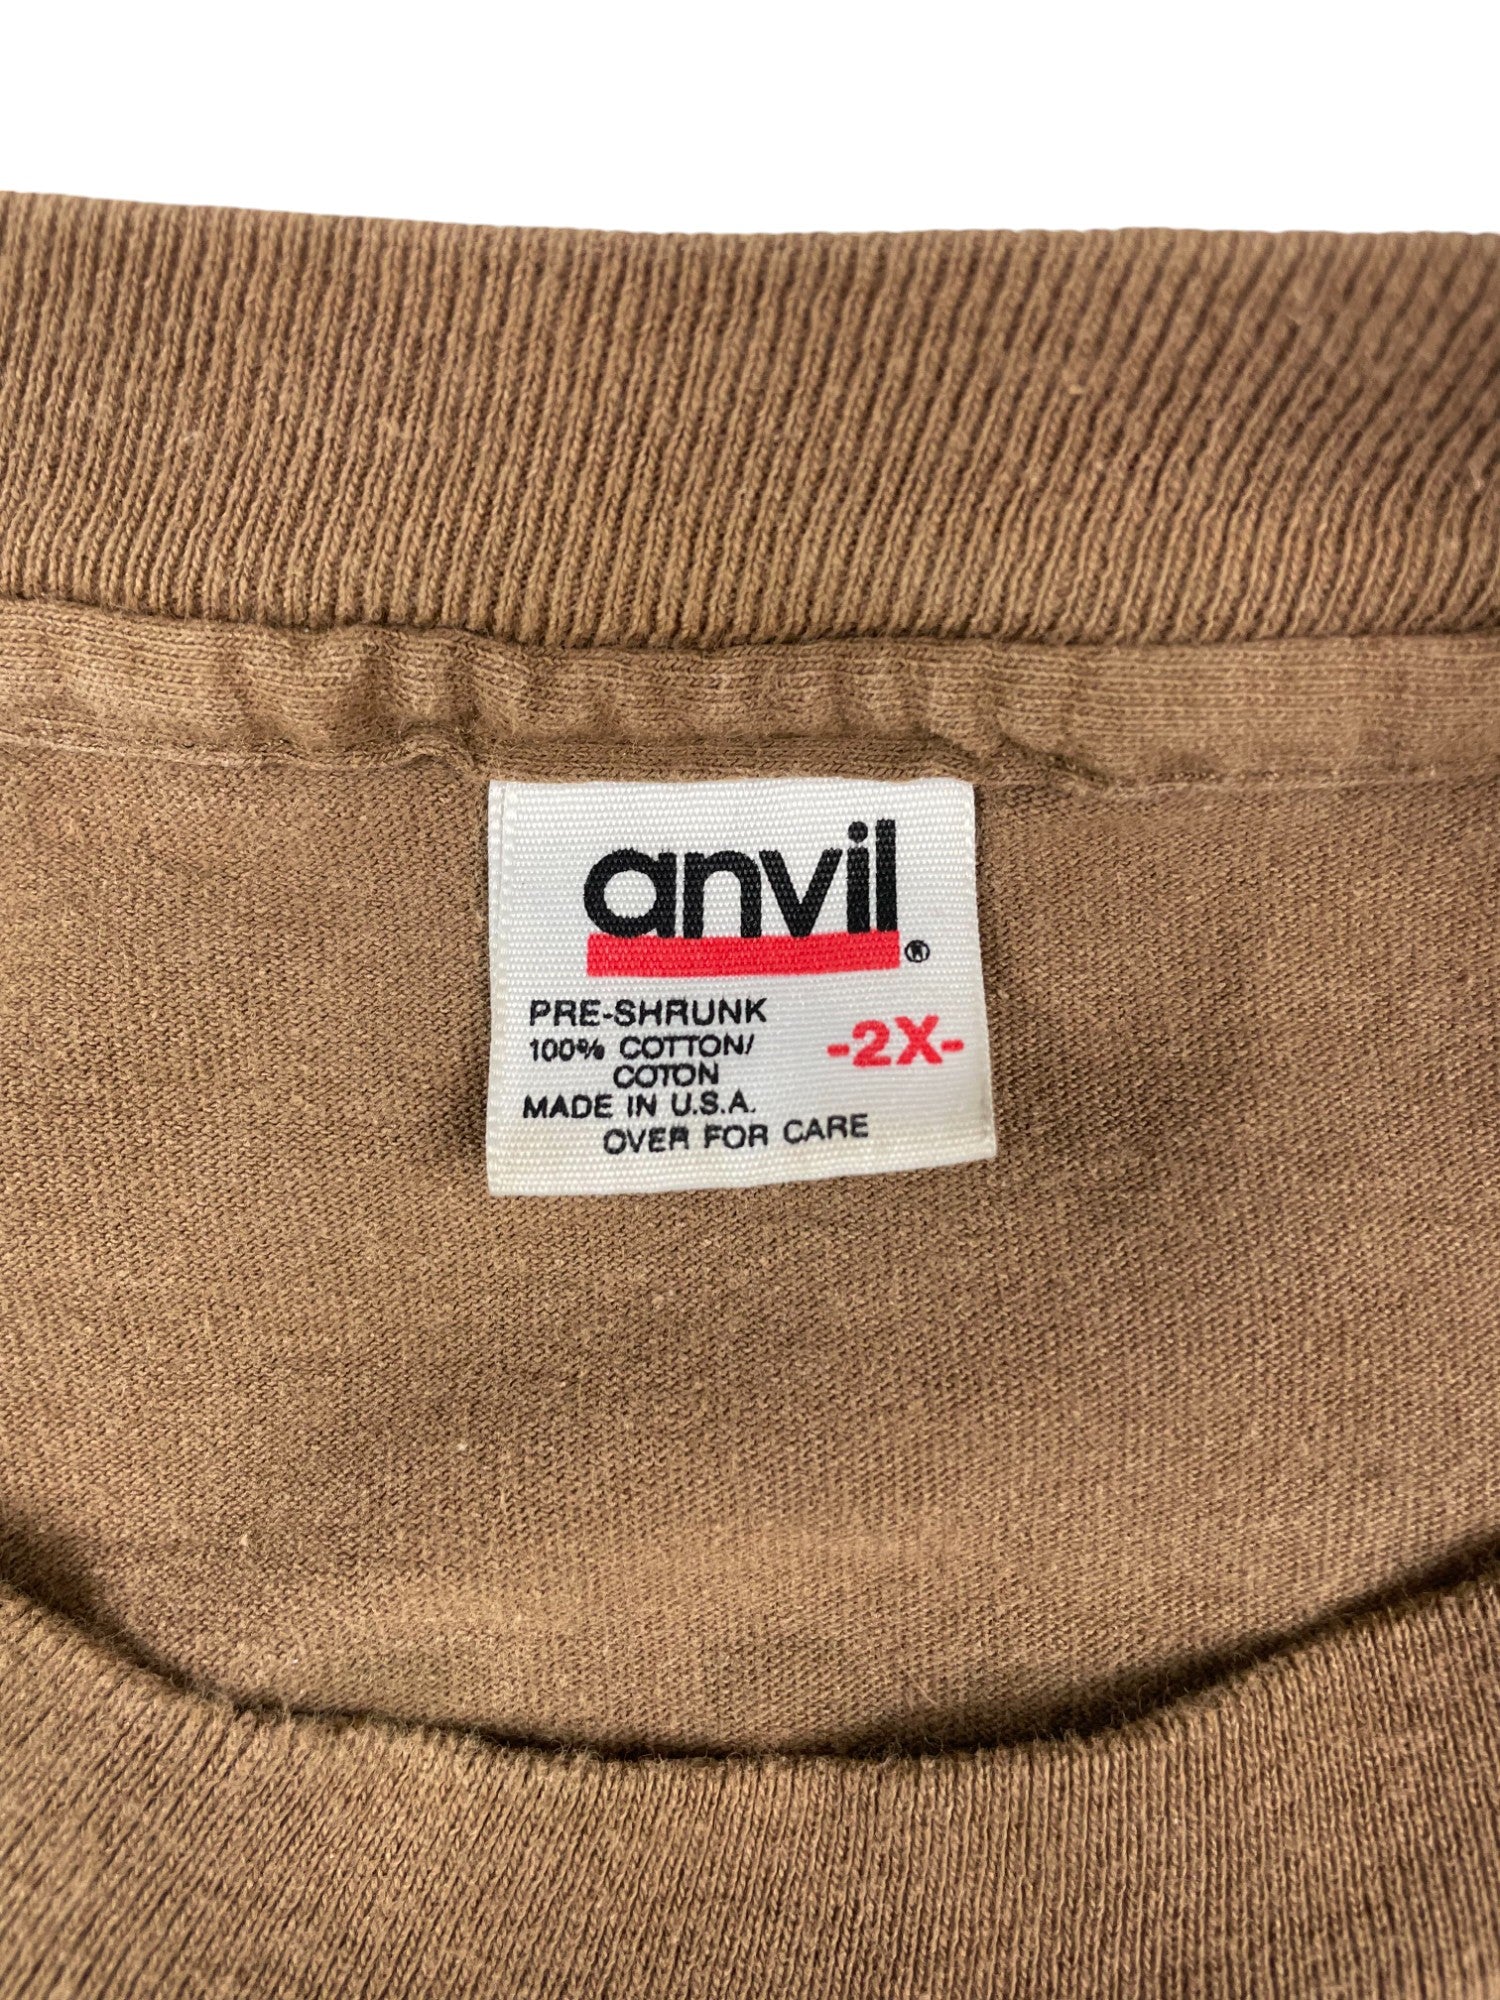 anvil®
PRE-SHRUNK
100% COTTON/
COTON
-2X-
MADE IN U.S.A.
OVER FOR CARE